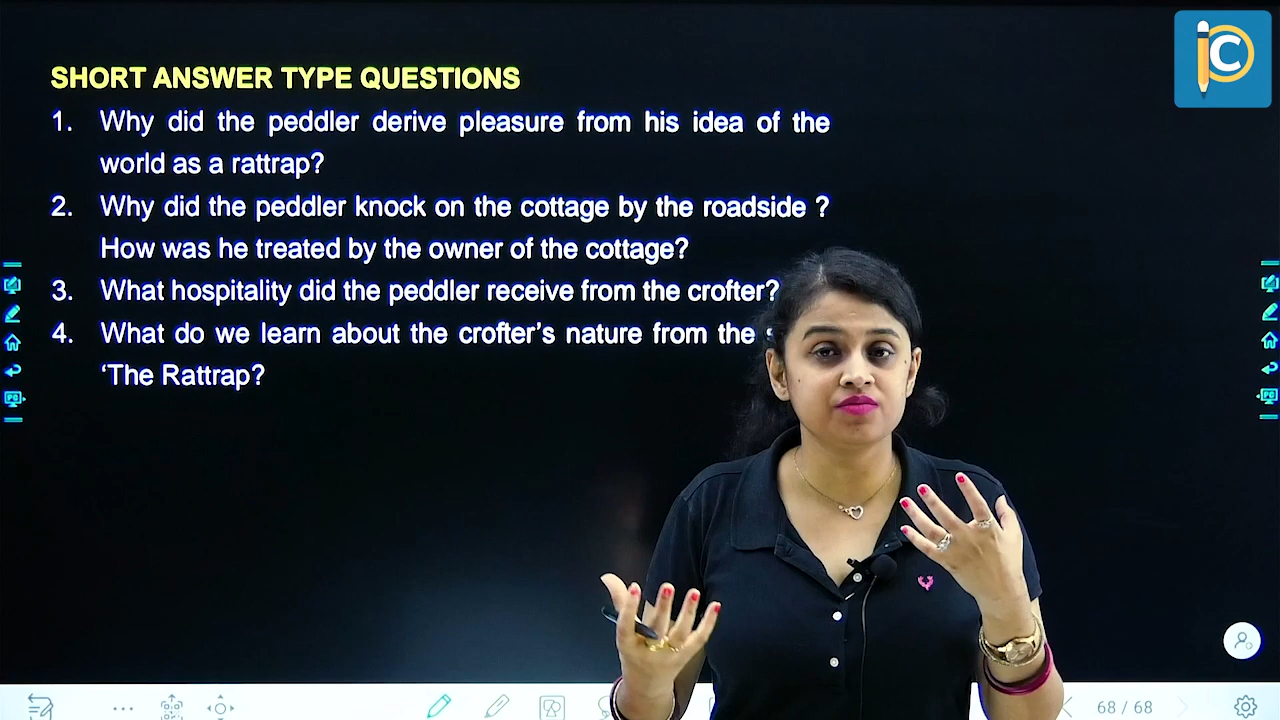 SHORT ANSWER TYPE QUESTIONS
1. Why did the peddler derive pleasure from his idea of the
world as a rattrap?
2. Why did the peddler knock on the cottage by the roadside ?
How was he treated by the owner of the cottage?
3. What hospitality did the peddler receive from the crofter?
4. What do we learn about the crofter’s nature from the
‘The Rattrap?
PC
PC
68 / 68